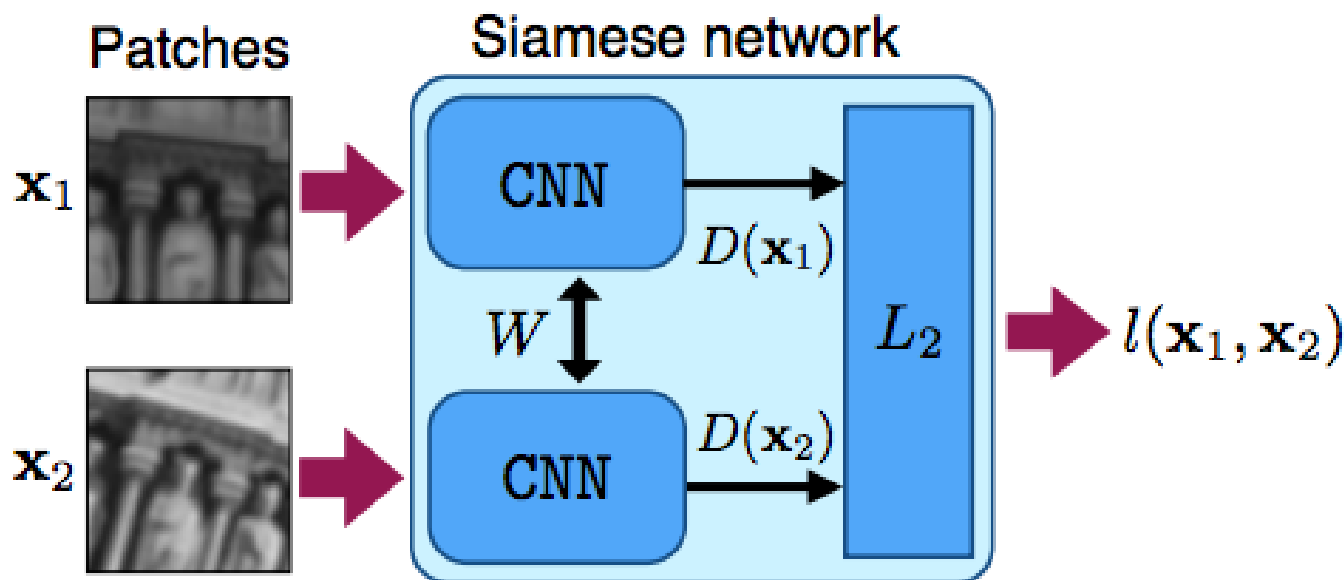 Patches
Siamese network
x₁
CNN
D(x₁)
W
L₂
l(x₁, x₂)
x₂
CNN
D(x₂)